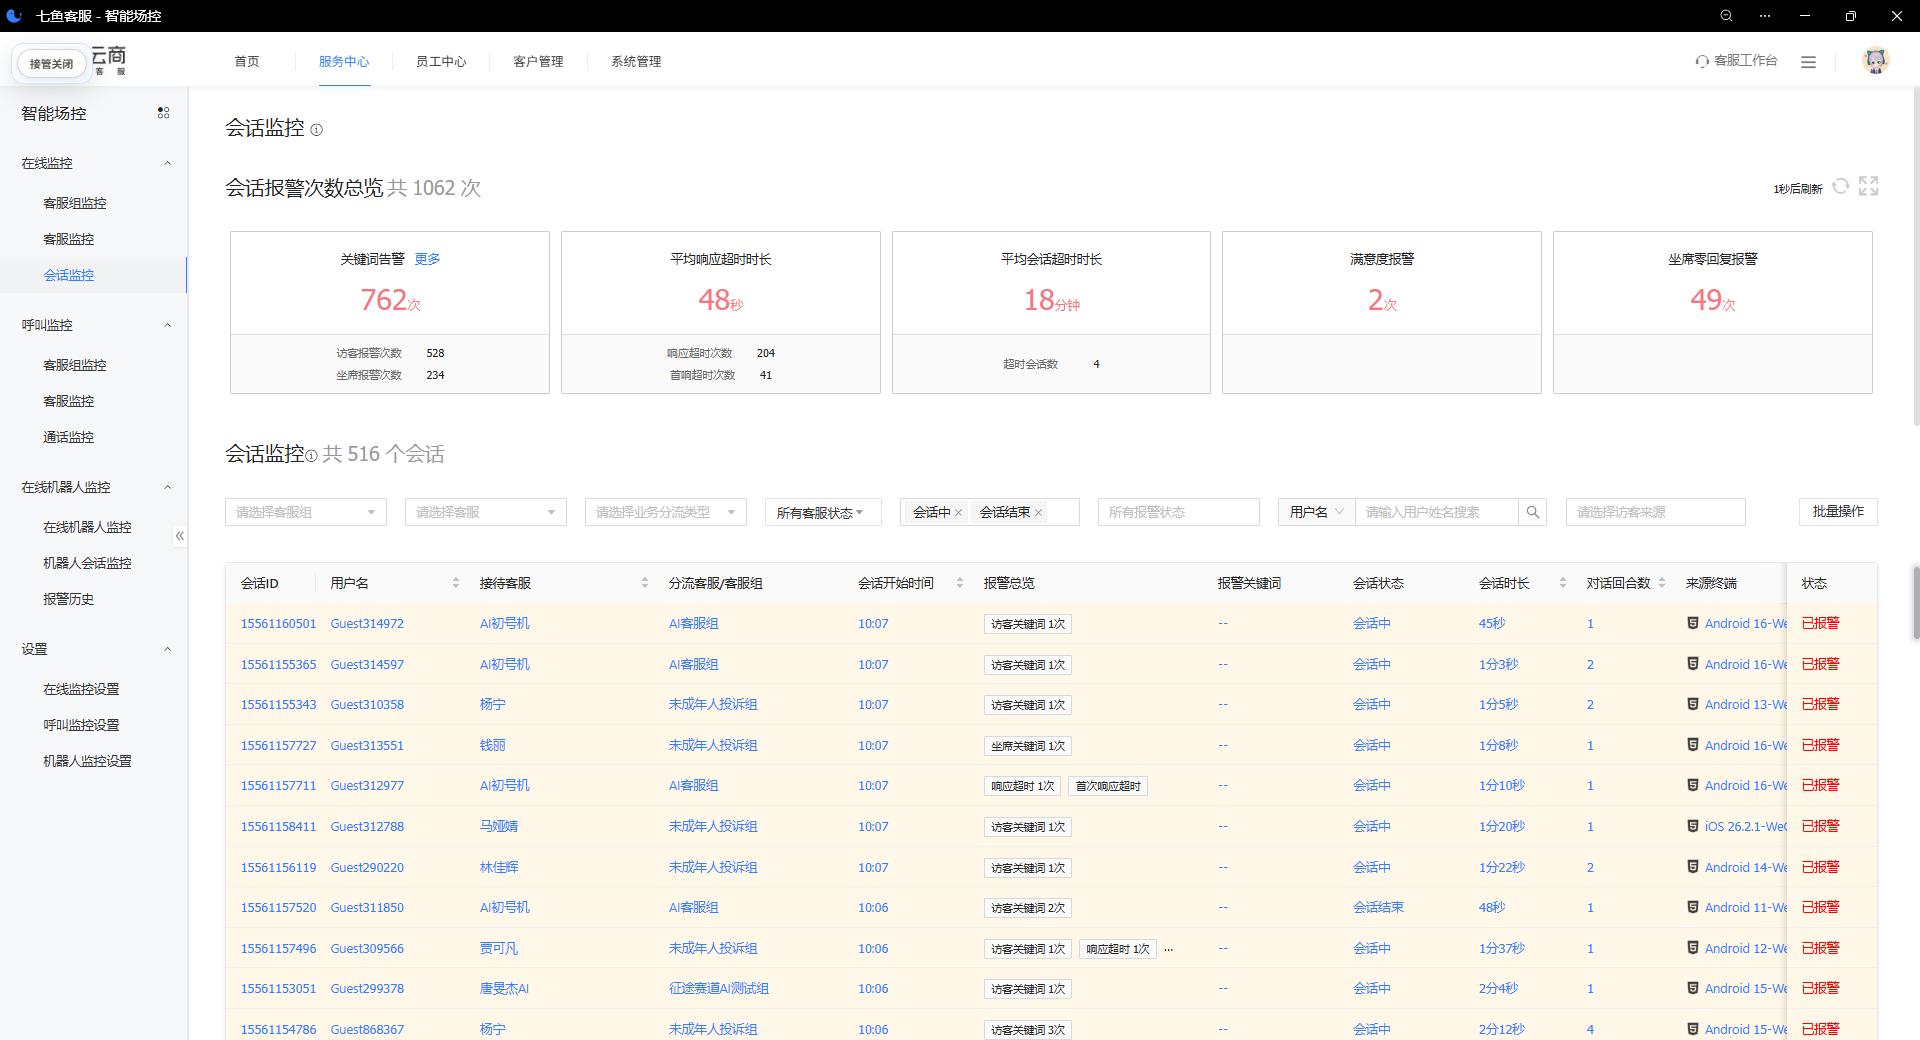 七鱼客服 - 智能场控
接管关闭
云商
客 服
首页
服务中心
员工中心
客户管理
系统管理
客服工作台
智能场控
在线监控
客服组监控
客服监控
会话监控
呼叫监控
客服组监控
客服监控
通话监控
在线机器人监控
在线机器人监控
机器人会话监控
报警历史
设置
在线监控设置
呼叫监控设置
机器人监控设置
会话监控
会话报警次数总览 共 1062 次
1秒后刷新
关键词告警 更多
762次
访客报警次数 528
坐席报警次数 234
平均响应超时时长
48秒
响应超时次数 204
首响超时次数 41
平均会话超时时长
18分钟
超时会话数 4
满意度报警
2次
坐席零回复报警
49次
会话监控 共 516 个会话
请选择客服组 请选择客服 请选择业务分流类型 所有客服状态 会话中 × 会话结束 × 所有报警状态 用户名 请输入用户姓名搜索 请选择访客来源 批量操作
会话ID 用户名 接待客服 分流客服/客服组 会话开始时间 报警总览 报警关键词 会话状态 会话时长 对话回合数 来源终端 状态
15561160501 Guest314972 AI初号机 AI客服组 10:07 访客关键词 1次 -- 会话中 45秒 1 Android 16-We 已报警
15561155365 Guest314597 AI初号机 AI客服组 10:07 访客关键词 1次 -- 会话中 1分3秒 2 Android 16-We 已报警
15561155343 Guest310358 杨宁 未成年人投诉组 10:07 访客关键词 1次 -- 会话中 1分5秒 2 Android 13-We 已报警
15561157727 Guest313551 钱丽 未成年人投诉组 10:07 坐席关键词 1次 -- 会话中 1分8秒 1 Android 16-We 已报警
15561157711 Guest312977 AI初号机 AI客服组 10:07 响应超时 1次 首次响应超时 -- 会话中 1分10秒 1 Android 16-We 已报警
15561158411 Guest312788 马娅婧 未成年人投诉组 10:07 访客关键词 1次 -- 会话中 1分20秒 1 iOS 26.2.1-WeC 已报警
15561156119 Guest290220 林佳辉 未成年人投诉组 10:07 访客关键词 1次 -- 会话中 1分22秒 2 Android 14-We 已报警
15561157520 Guest311850 AI初号机 AI客服组 10:06 访客关键词 2次 -- 会话结束 48秒 1 Android 11-We 已报警
15561157496 Guest309566 贾可凡 未成年人投诉组 10:06 访客关键词 1次 响应超时 1次 ... -- 会话中 1分37秒 1 Android 12-We 已报警
15561153051 Guest299378 唐旻杰AI 征途赛道AI测试组 10:06 访客关键词 1次 -- 会话中 2分4秒 1 Android 15-We 已报警
15561154786 Guest868367 杨宁 未成年人投诉组 10:06 访客关键词 3次 -- 会话中 2分12秒 4 Android 15-We 已报警